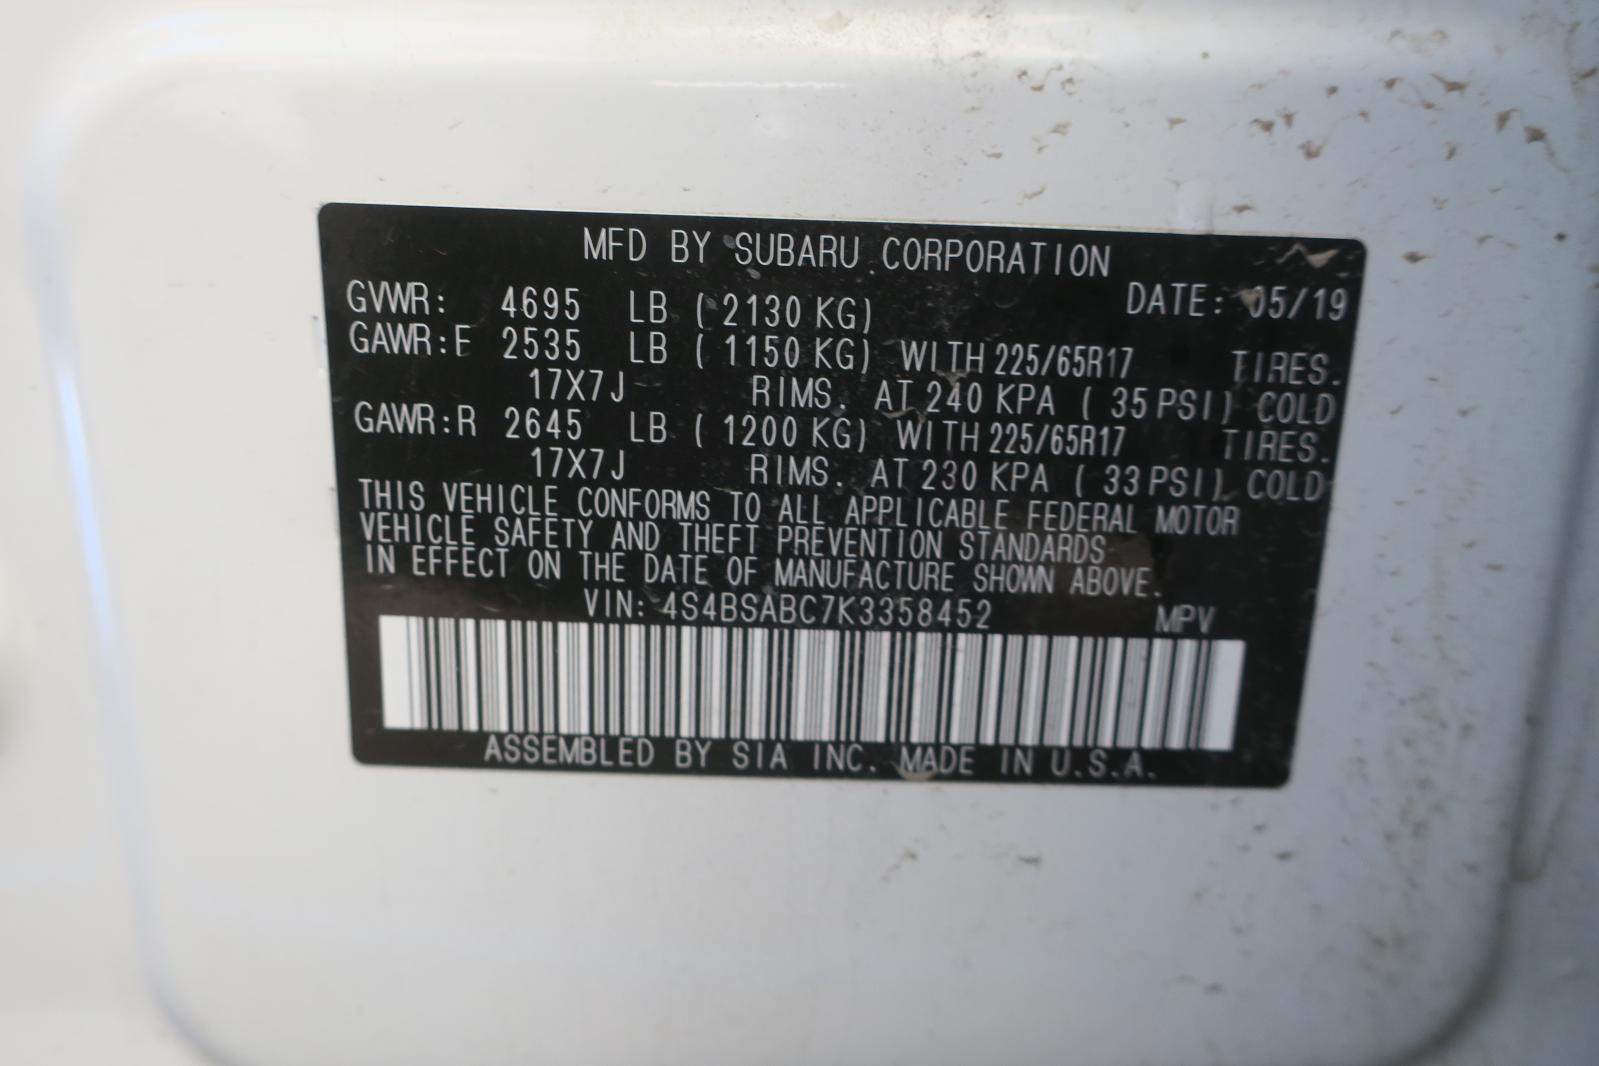 MFD BY SUBARU CORPORATION
GVWR: 4695 LB ( 2130 KG) DATE: 05/19
GAWR:F 2535 LB ( 1150 KG) WITH 225/65R17 TIRES.
17X7J RIMS. AT 240 KPA ( 35 PSI) COLD
GAWR:R 2645 LB ( 1200 KG) WITH 225/65R17 TIRES.
17X7J RIMS. AT 230 KPA ( 33 PSI) COLD
THIS VEHICLE CONFORMS TO ALL APPLICABLE FEDERAL MOTOR
VEHICLE SAFETY AND THEFT PREVENTION STANDARDS
IN EFFECT ON THE DATE OF MANUFACTURE SHOWN ABOVE.
VIN: 4S4BSABC7K3358452 MPV
ASSEMBLED BY SIA INC. MADE IN U.S.A.